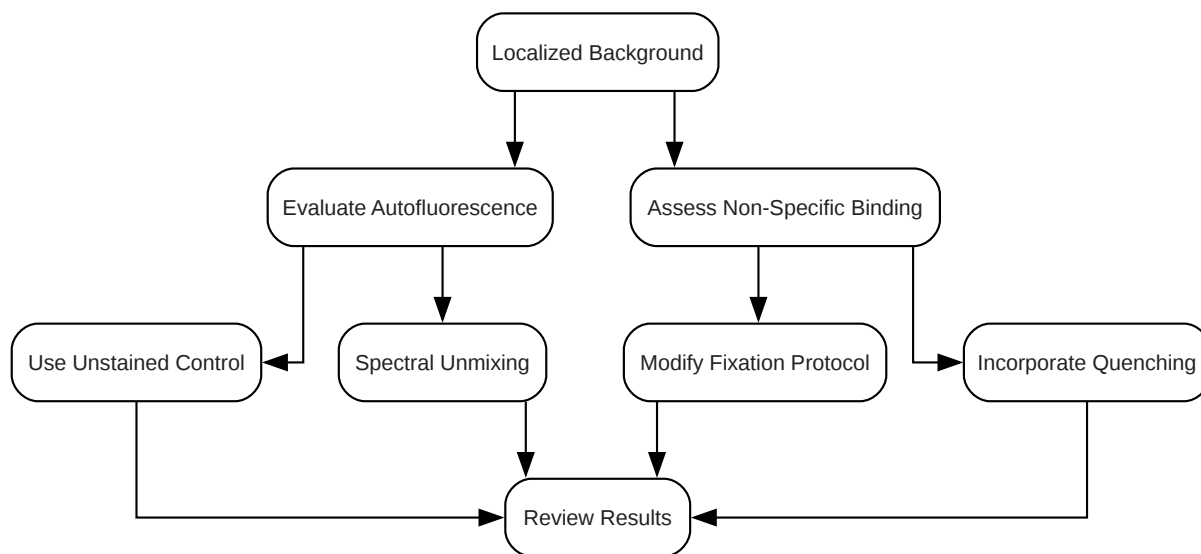 Localized Background
Evaluate Autofluorescence
Assess Non-Specific Binding
Use Unstained Control
Spectral Unmixing
Modify Fixation Protocol
Incorporate Quenching
Review Results